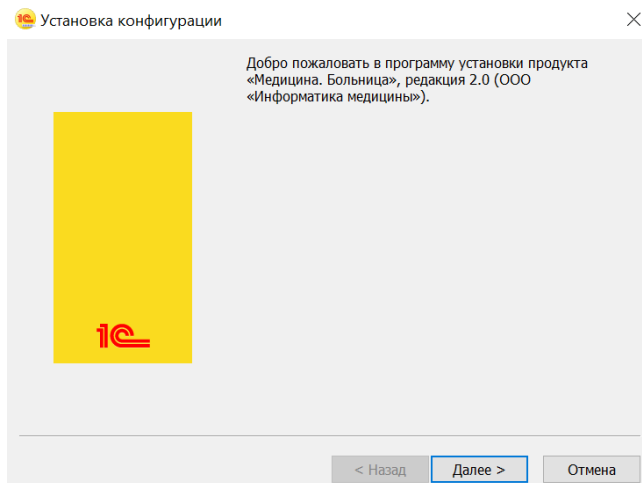 Установка конфигурации
Добро пожаловать в программу установки продукта
«Медицина. Больница», редакция 2.0 (ООО
«Информатика медицины»).
1С
< Назад
Далее >
Отмена